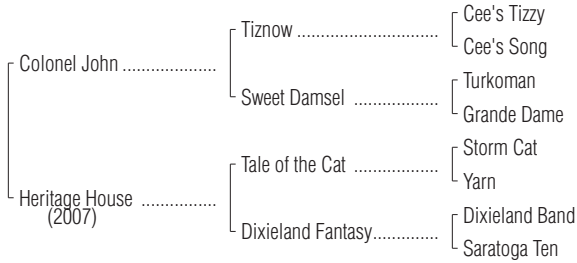 Cee's Tizzy
Tiznow ..............................
Cee's Song
Colonel John ....................
Turkoman
Sweet Damsel ....................
Grande Dame
Storm Cat
Tale of the Cat ..................
Yarn
Heritage House ................
(2007)
Dixieland Band
Dixieland Fantasy..............
Saratoga Ten